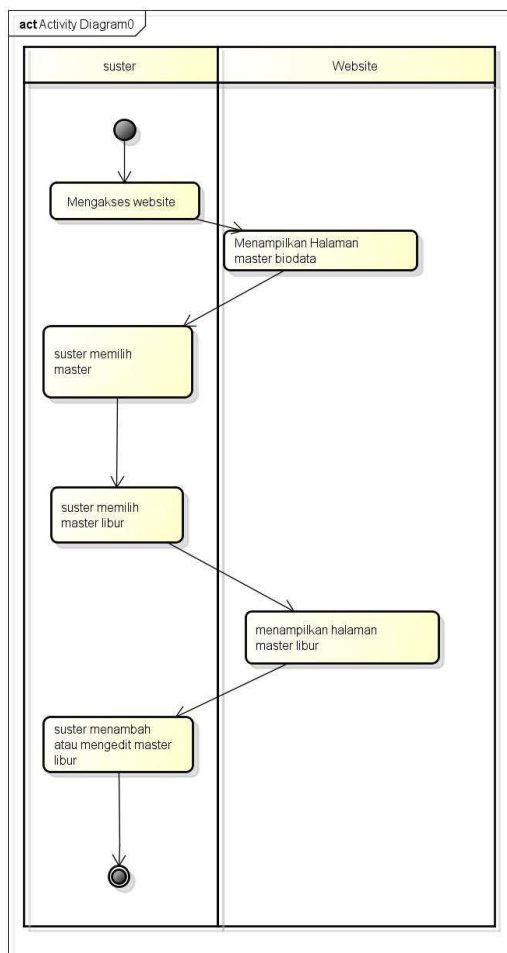 act Activity Diagram0
suster
Website
Mengakses website
Menampilkan Halaman
master biodata
suster memilih
master
suster memilih
master libur
menampilkan halaman
master libur
suster menambah
atau mengedit master
libur